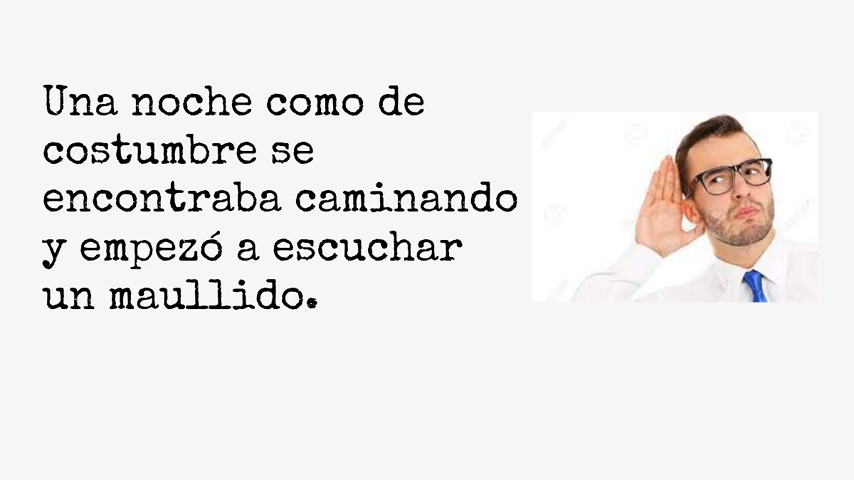 Una noche como de
costumbre se
encontraba caminando
y empezó a escuchar
un maullido.